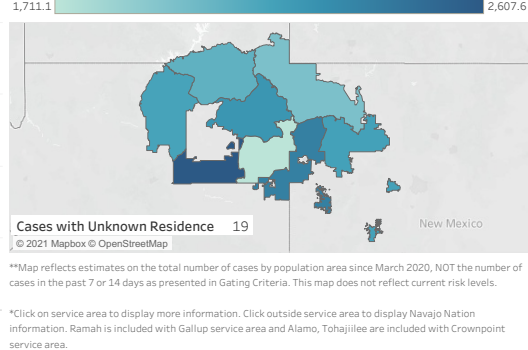 1,711.1 2,607.6
New Mexico
Cases with Unknown Residence 19
© 2021 Mapbox © OpenStreetMap
**Map reflects estimates on the total number of cases by population area since March 2020, NOT the number of
cases in the past 7 or 14 days as presented in Gating Criteria. This map does not reflect current risk levels.
*Click on service area to display more information. Click outside service area to display Navajo Nation
information. Ramah is included with Gallup service area and Alamo, Tohajiilee are included with Crownpoint
service area.